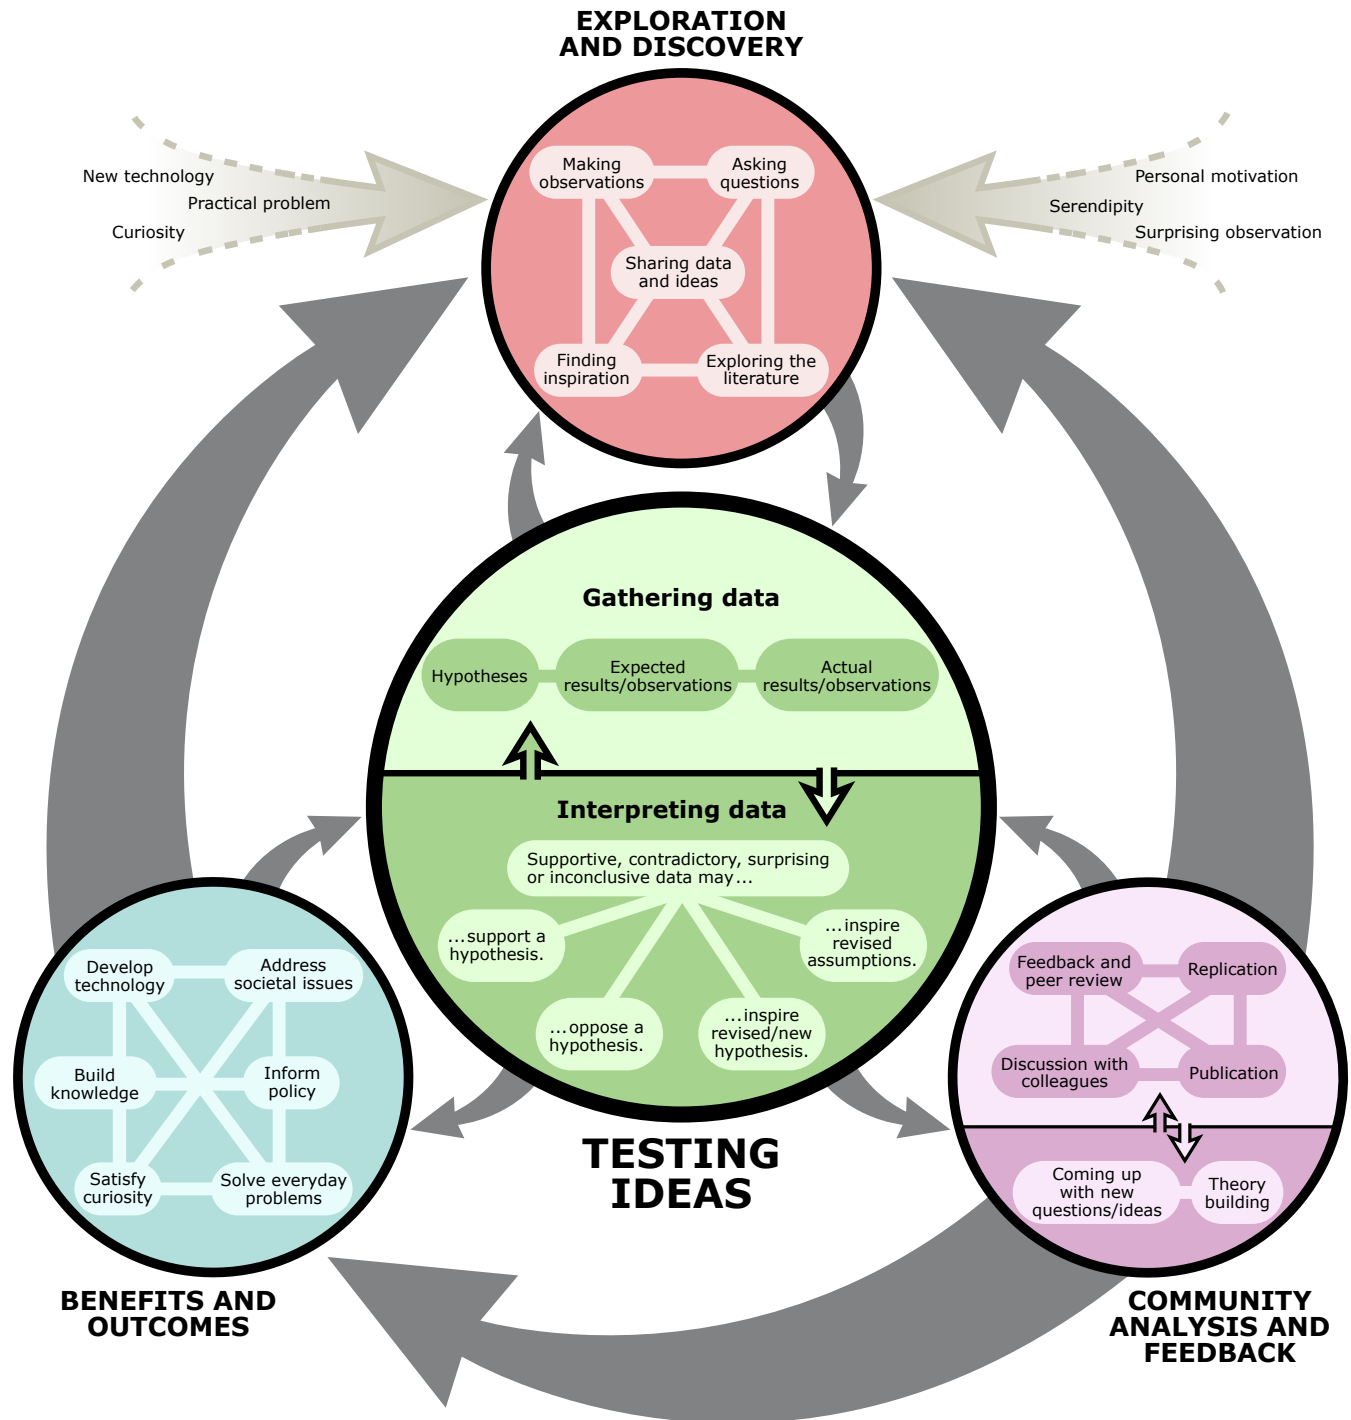 EXPLORATION
AND DISCOVERY
New technology
Practical problem
Curiosity
Personal motivation
Serendipity
Surprising observation
Making
observations
Asking
questions
Sharing data
and ideas
Finding
inspiration
Exploring the
literature
Gathering data
Hypotheses
Expected
results/observations
Actual
results/observations
Interpreting data
Supportive, contradictory, surprising
or inconclusive data may...
...support a
hypothesis.
...oppose a
hypothesis.
...inspire
revised/new
hypothesis.
...inspire
revised
assumptions.
TESTING
IDEAS
Develop
technology
Address
societal issues
Build
knowledge
Inform
policy
Satisfy
curiosity
Solve everyday
problems
BENEFITS AND
OUTCOMES
Feedback and
peer review
Replication
Discussion with
colleagues
Publication
Coming up
with new
questions/ideas
Theory
building
COMMUNITY
ANALYSIS AND
FEEDBACK